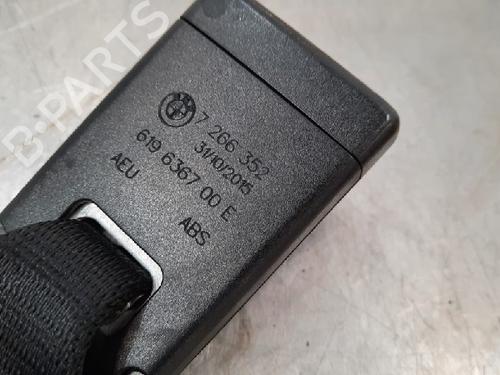 B-PARTS
7 266 352
31/10/2015
619 6367 00 E
AEU
ABS